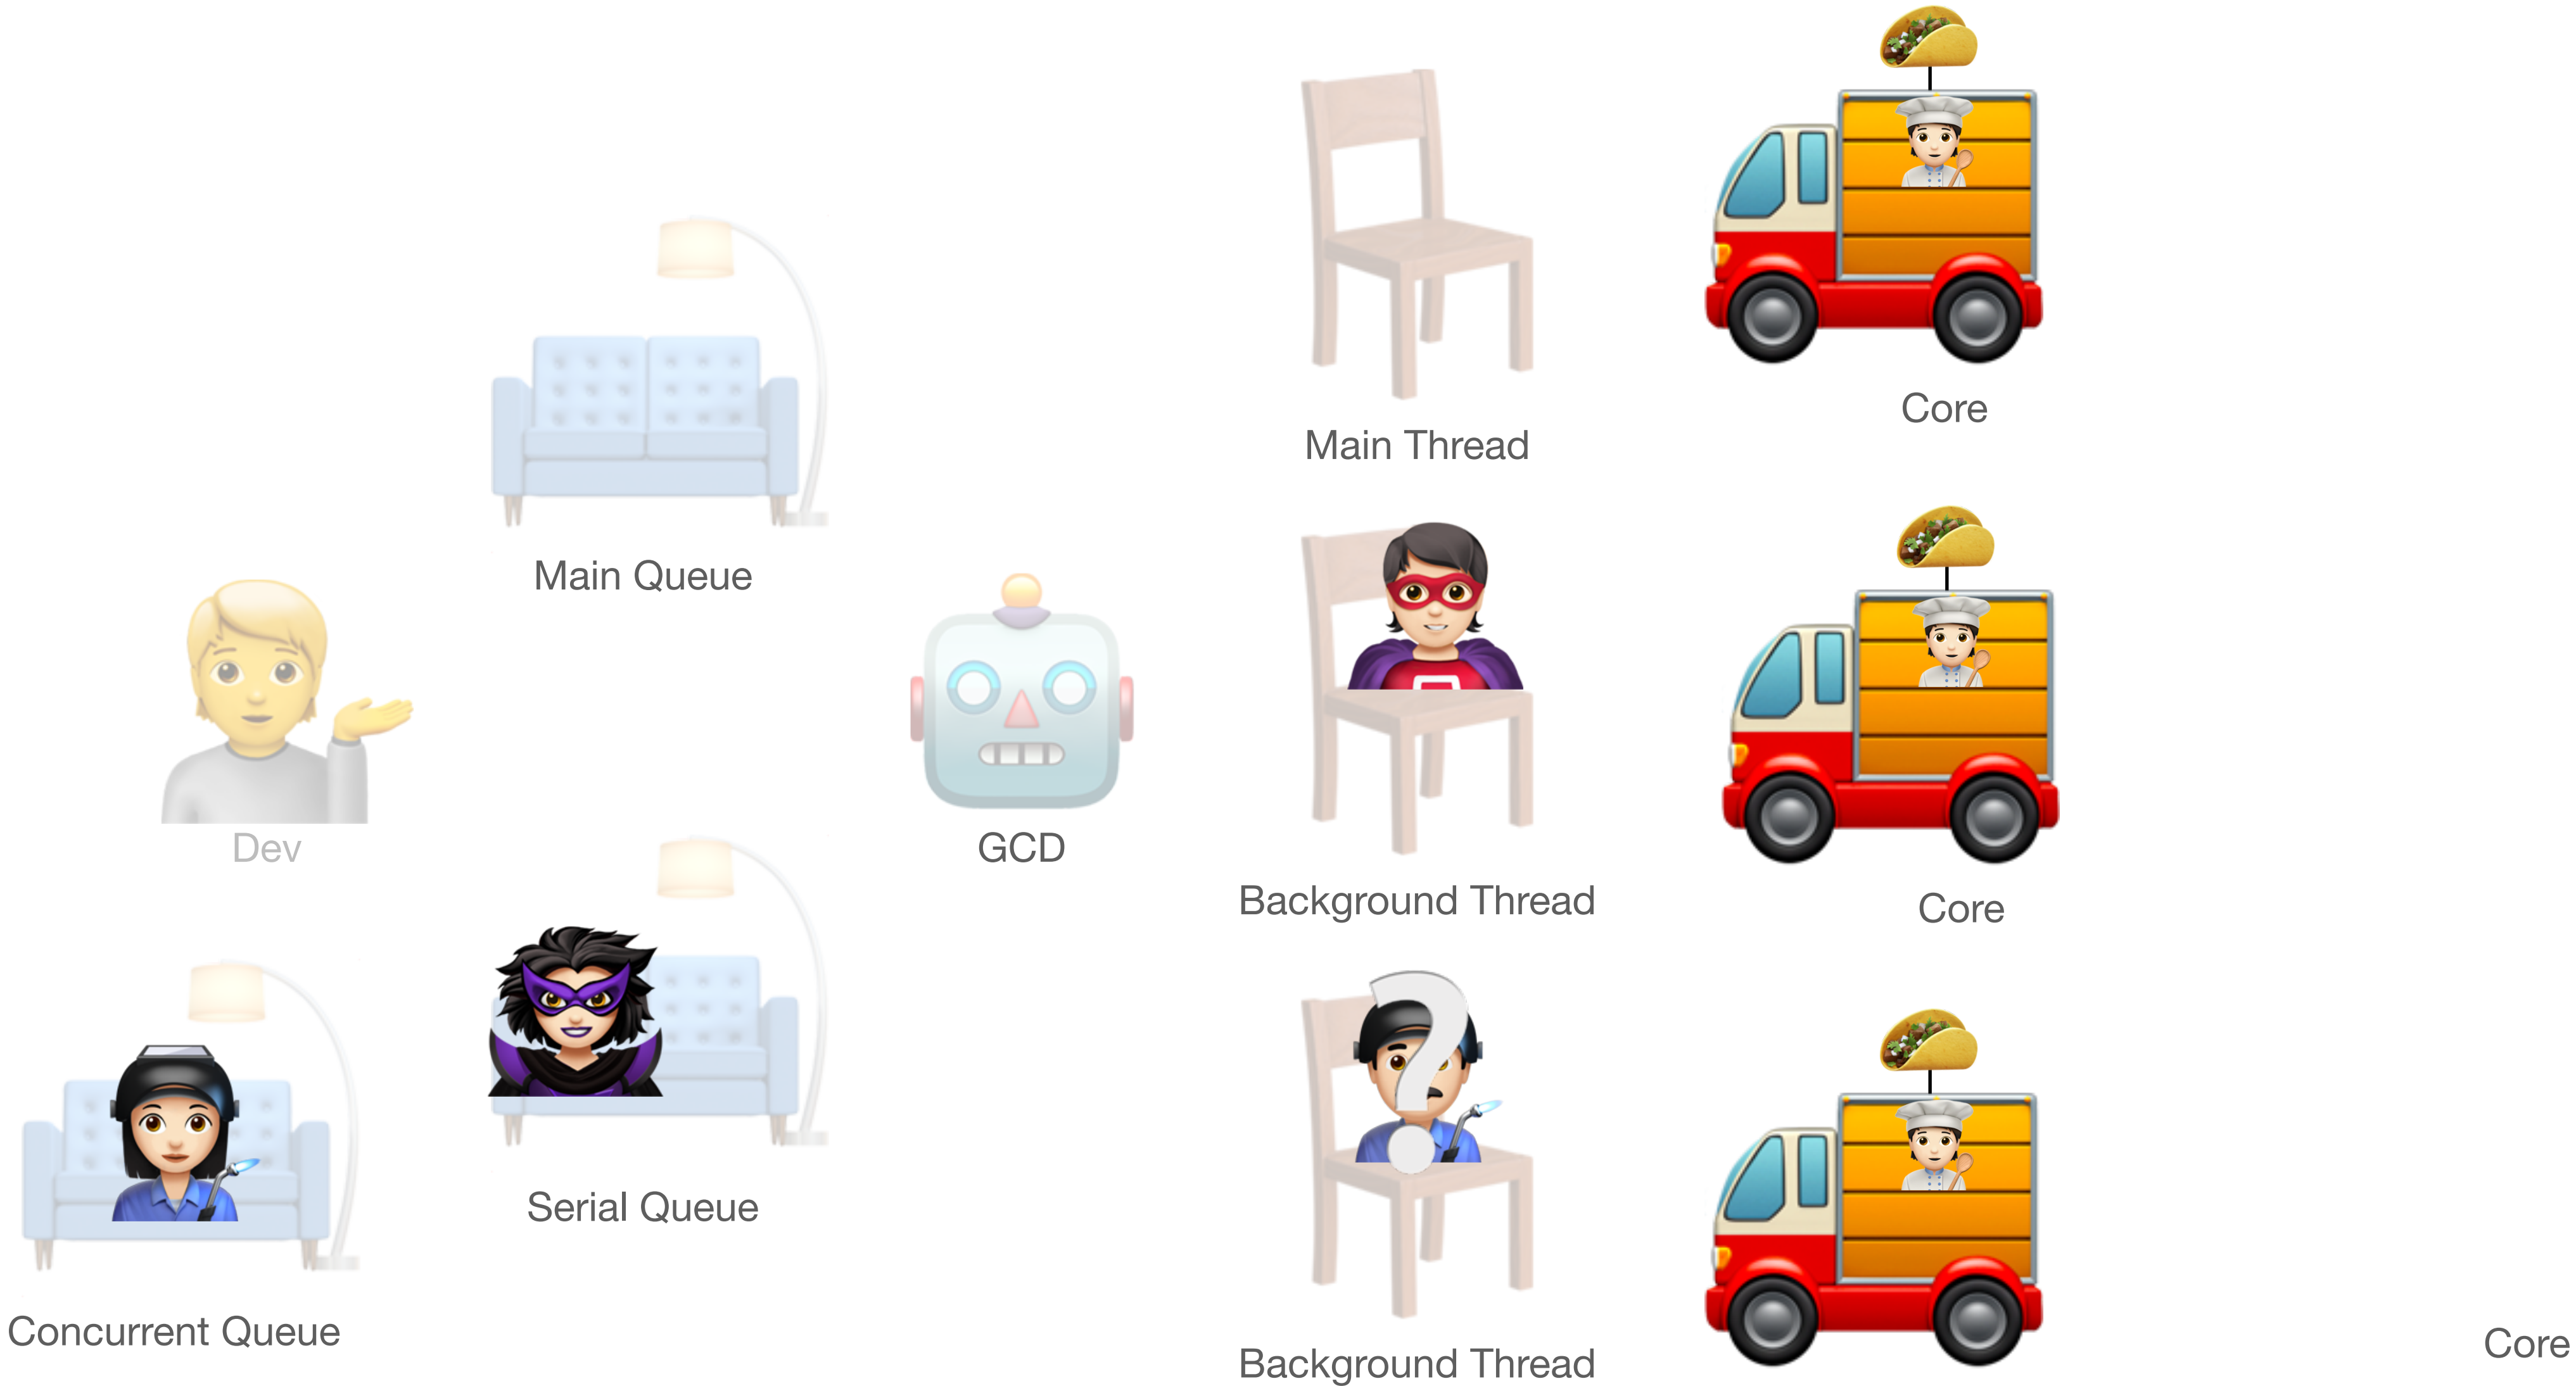 Core
Main Thread
Main Queue
Dev
GCD
Background Thread
Core
Serial Queue
Concurrent Queue
Background Thread
Core
?